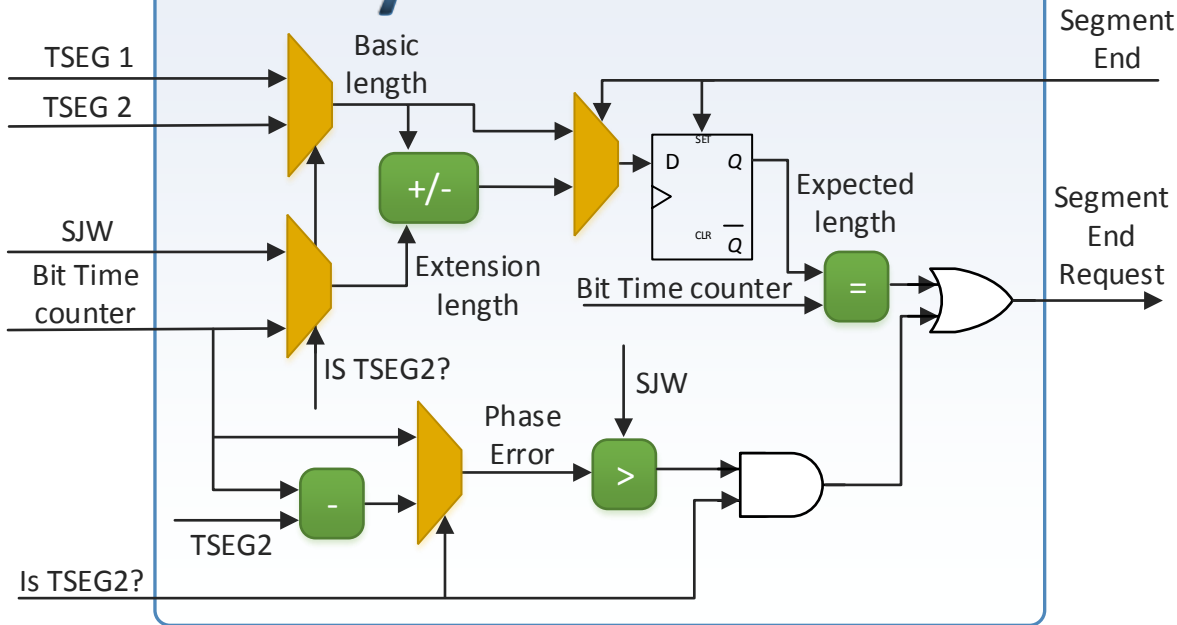 Segment
End
TSEG 1
Basic
length
TSEG 2
SET
D
Q
+/-
Expected
length
Segment
End
Request
SJW
CLR
Q
Bit Time
counter
Extension
length
Bit Time counter
=
IS TSEG2?
SJW
Phase
Error
>
-
TSEG2
Is TSEG2?